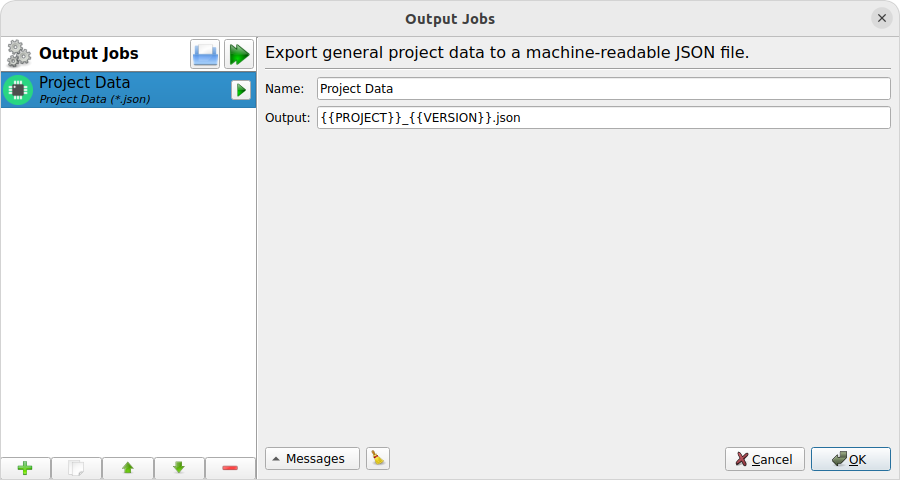 Output Jobs
Output Jobs
Project Data
Project Data (*.json)
Export general project data to a machine-readable JSON file.
Name: Project Data
Output: {{PROJECT}}_{{VERSION}}.json
Messages
Cancel
OK